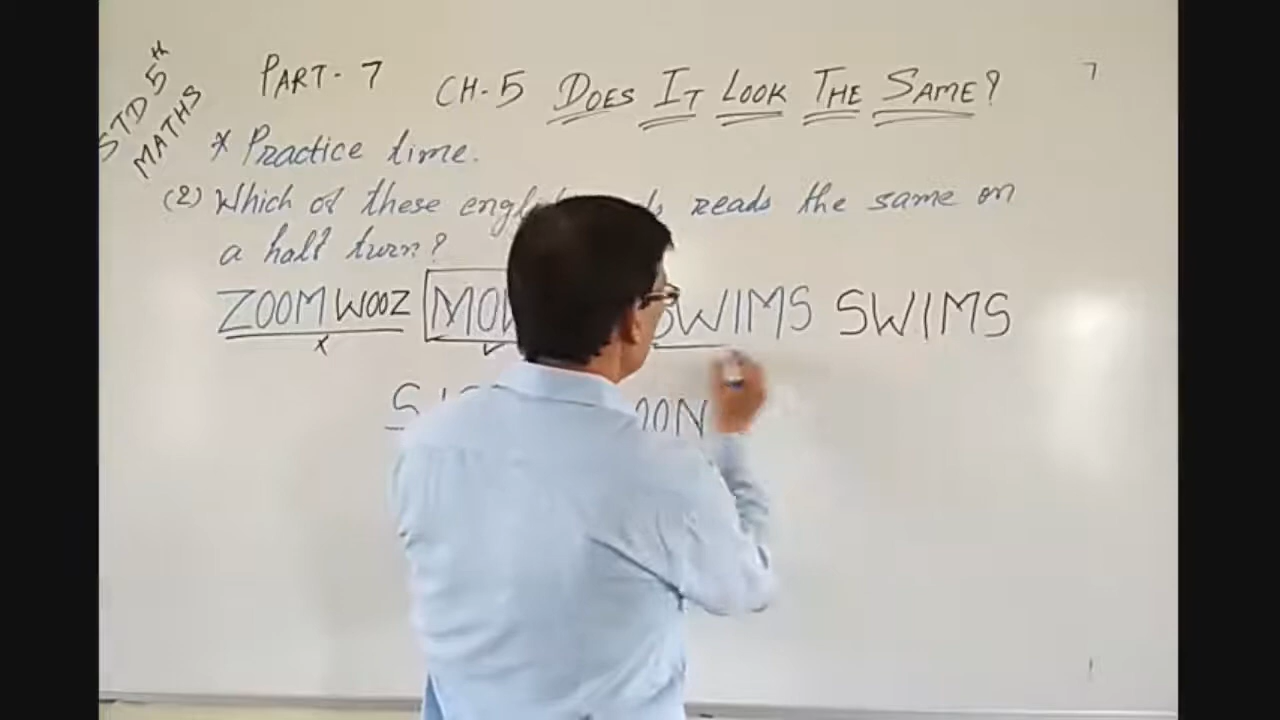 STD 5th
MATHS
PART-7 CH-5 DOES IT LOOK THE SAME? 7
* Practice time.
(2) Which of these reads the same on
a half turn?
ZOOM WOOZ SWIMS SWIMS